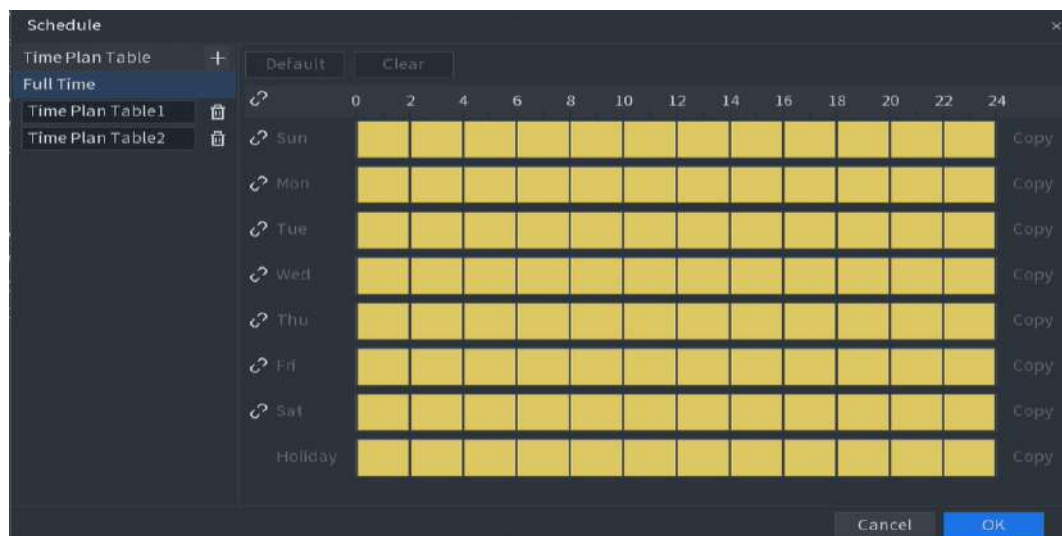 Schedule
Time Plan Table
Default Clear
Full Time
0 2 4 6 8 10 12 14 16 18 20 22 24
Time Plan Table1
Time Plan Table2
Sun Copy
Mon Copy
Tue Copy
Wed Copy
Thu Copy
Fri Copy
Sat Copy
Holiday Copy
Cancel OK